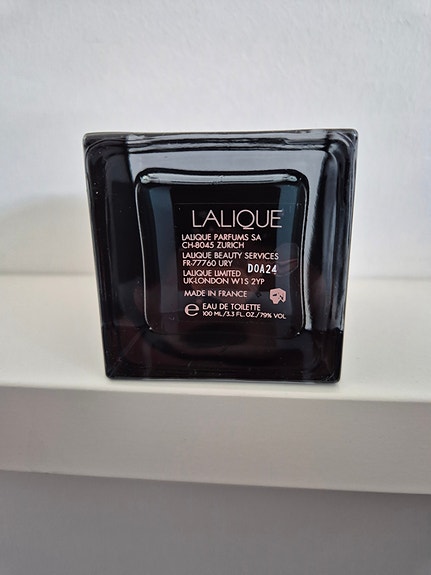 LALIQUE
LALIQUE PARFUMS SA
CH-8045 ZURICH
LALIQUE BEAUTY SERVICES
FR-77760 URY
D0A24
LALIQUE LIMITED
UK-LONDON W1S 2YP
MADE IN FRANCE
℮ EAU DE TOILETTE
100 ML/3.3 FL.OZ./79% VOL